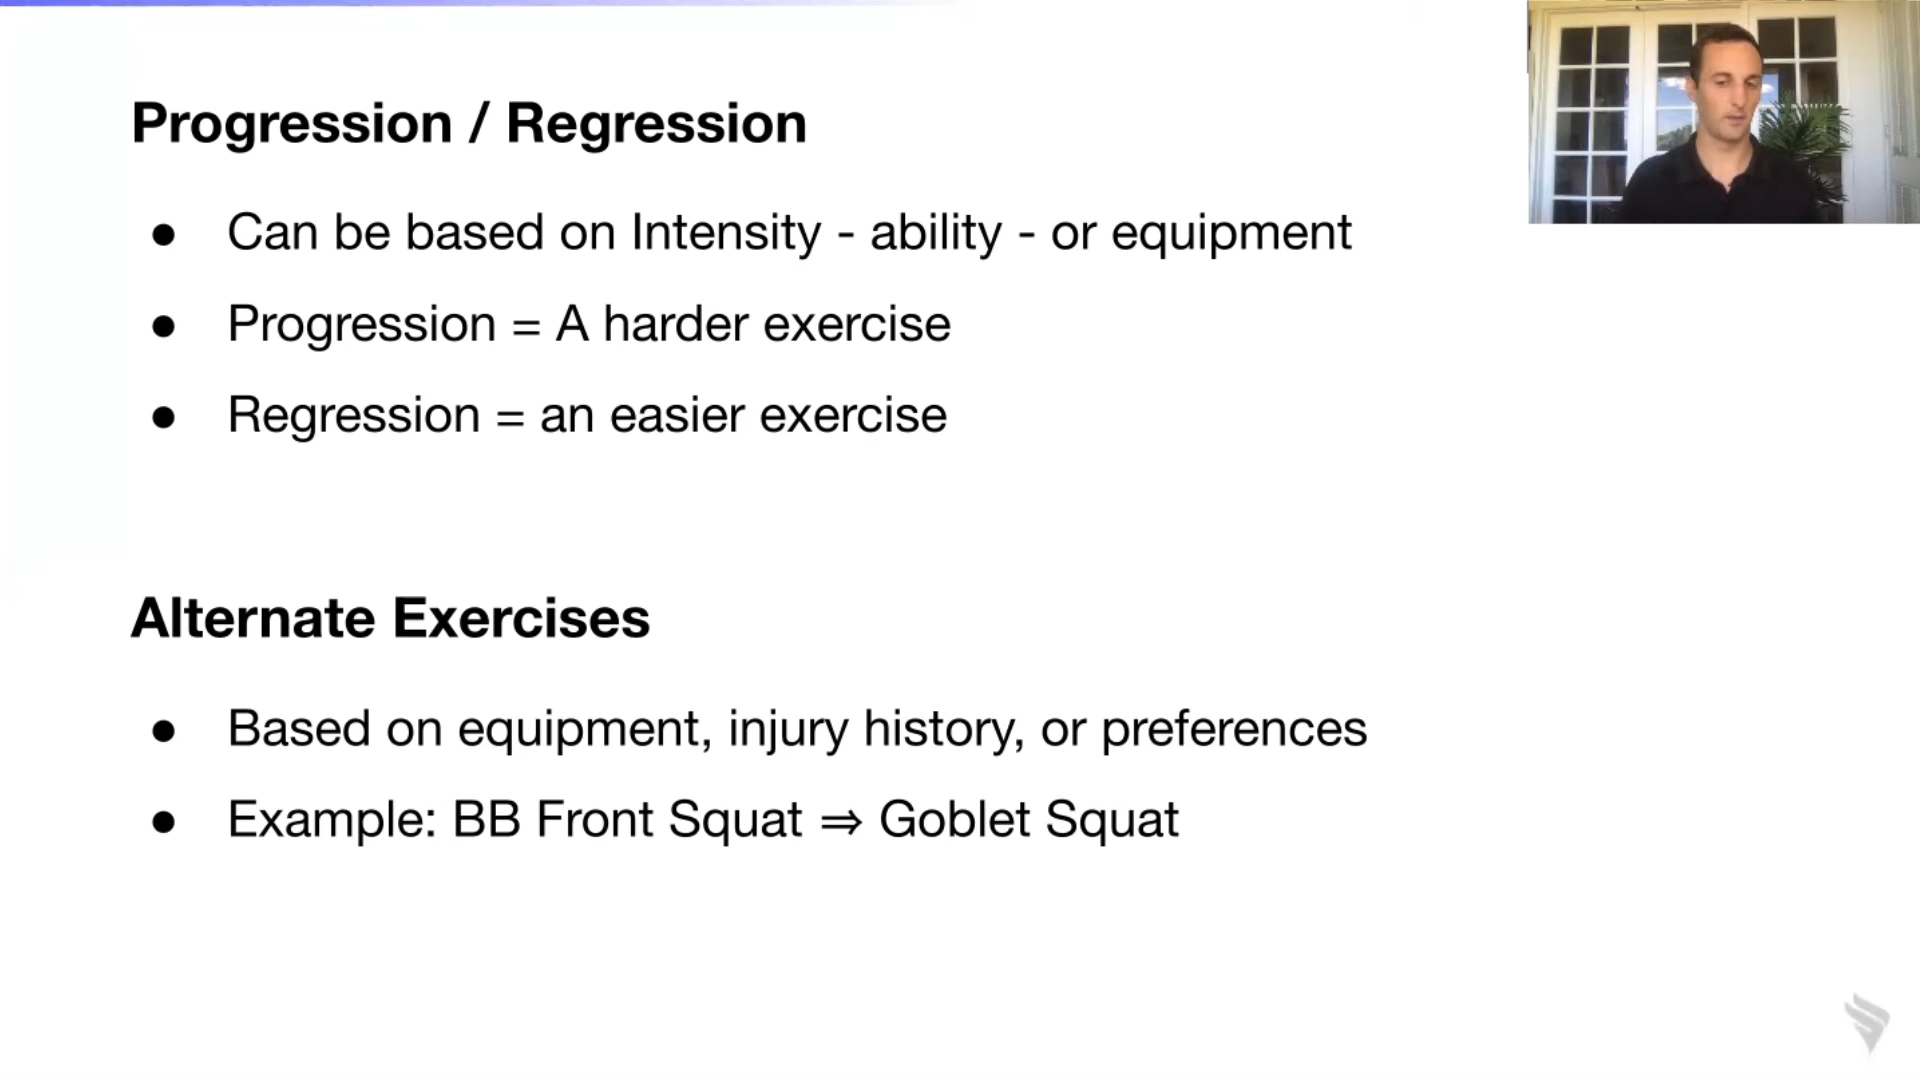 Progression / Regression
● Can be based on Intensity - ability - or equipment
● Progression = A harder exercise
● Regression = an easier exercise
Alternate Exercises
● Based on equipment, injury history, or preferences
● Example: BB Front Squat ⇒ Goblet Squat